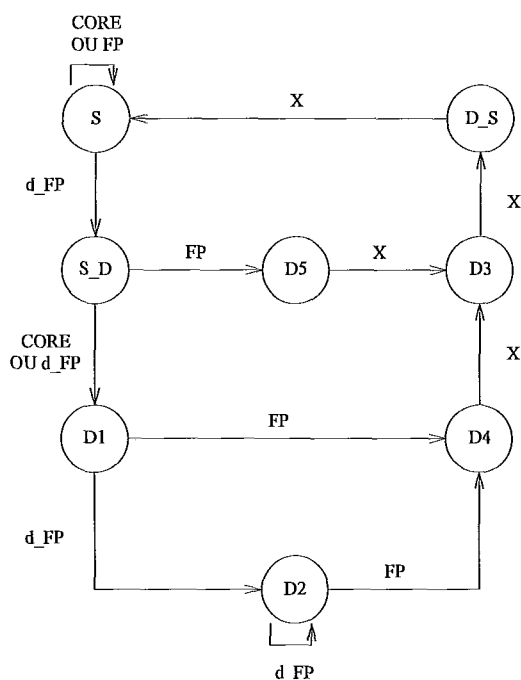 CORE
OU FP
S
X
D_S
d_FP
X
S_D
FP
D5
X
D3
CORE
OU d_FP
X
D1
FP
D4
d_FP
D2
FP
d_FP